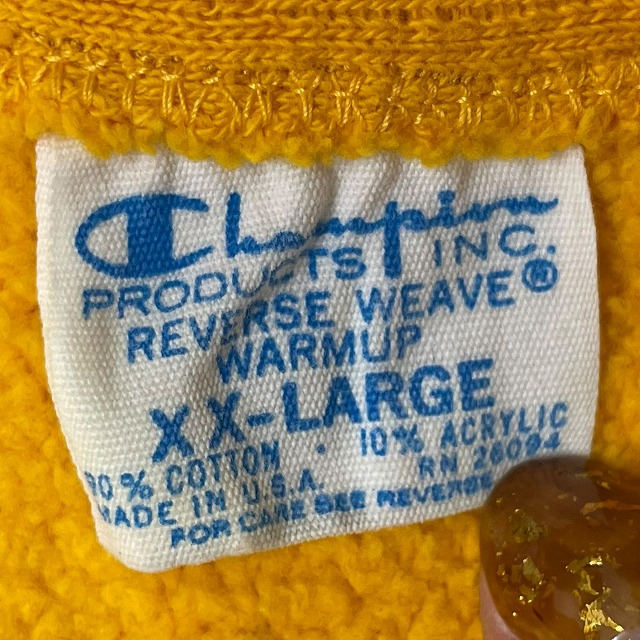 Champion
PRODUCTS INC.
REVERSE WEAVE®
WARMUP
XX-LARGE
90% COTTON · 10% ACRYLIC
MADE IN U.S.A. RN 26094
FOR CARE SEE REVERSE